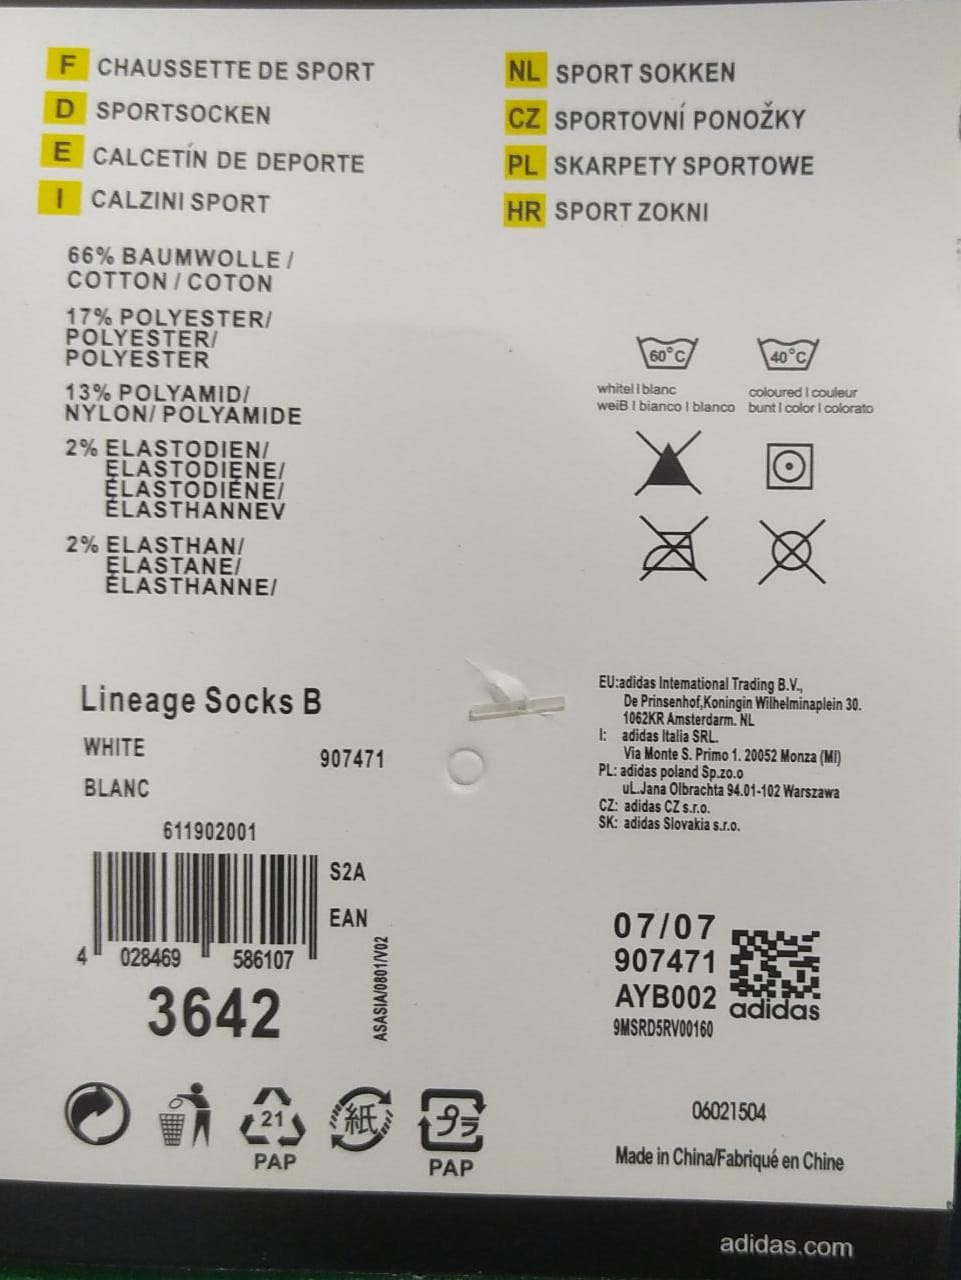 F CHAUSSETTE DE SPORT
D SPORTSOCKEN
E CALCETÍN DE DEPORTE
I CALZINI SPORT
NL SPORT SOKKEN
CZ SPORTOVNÍ PONOŽKY
PL SKARPETY SPORTOWE
HR SPORT ZOKNI
66% BAUMWOLLE /
COTTON / COTON
17% POLYESTER/
POLYESTER/
POLYESTER
13% POLYAMID/
NYLON/ POLYAMIDE
2% ELASTODIEN/
ELASTODIENE/
ÉLASTODIÉNE/
ÉLASTHANNEV
2% ELASTHAN/
ELASTANE/
ÉLASTHANNE/
60°C
40°C
whitel I blanc
weiB I bianco I blanco
coloured I couleur
bunt I color I colorato
Lineage Socks B
WHITE
907471
BLANC
611902001
S2A
EAN
4 028469 586107
3642
ASASIA/0801/V02
EU:adidas International Trading B.V.,
De Prinsenhof,Koningin Wilhelminaplein 30.
1062KR Amsterdarm. NL
I: adidas Italia SRL.
Via Monte S. Primo 1. 20052 Monza (MI)
PL: adidas poland Sp.zo.o
uL.Jana Olbrachta 94.01-102 Warszawa
CZ: adidas CZ s.r.o.
SK: adidas Slovakia s.r.o.
07/07
907471
AYB002
adidas
9MSRD5RV00160
21
PAP
紙
プラ
PAP
06021504
Made in China/Fabriqué en Chine
adidas.com